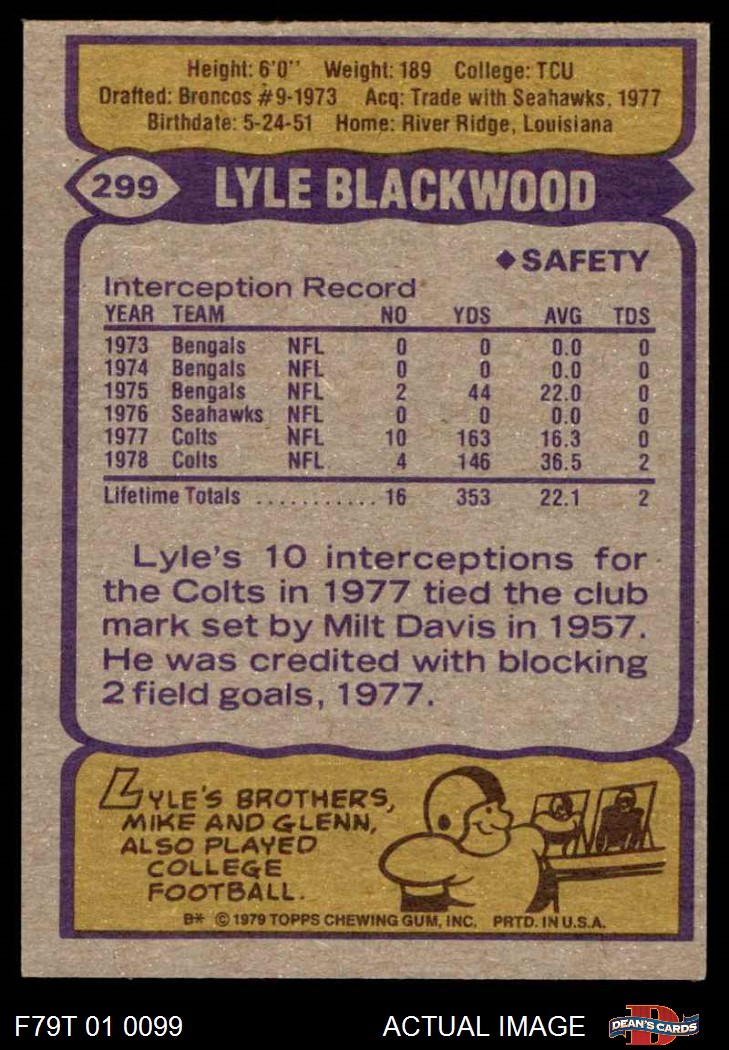 Height: 6'0" Weight: 189 College: TCU
Drafted: Broncos #9-1973 Acq: Trade with Seahawks, 1977
Birthdate: 5-24-51 Home: River Ridge, Louisiana
299 LYLE BLACKWOOD
◆SAFETY
Interception Record
YEAR TEAM NO YDS AVG TDS
1973 Bengals NFL 0 0 0.0 0
1974 Bengals NFL 0 0 0.0 0
1975 Bengals NFL 2 44 22.0 0
1976 Seahawks NFL 0 0 0.0 0
1977 Colts NFL 10 163 16.3 0
1978 Colts NFL 4 146 36.5 2
Lifetime Totals ........... 16 353 22.1 2
Lyle's 10 interceptions for
the Colts in 1977 tied the club
mark set by Milt Davis in 1957.
He was credited with blocking
2 field goals, 1977.
LYLE'S BROTHERS,
MIKE AND GLENN,
ALSO PLAYED
COLLEGE
FOOTBALL.
B* © 1979 TOPPS CHEWING GUM, INC. PRTD. IN U.S.A.
F79T 01 0099 ACTUAL IMAGE D DEAN'S CARDS